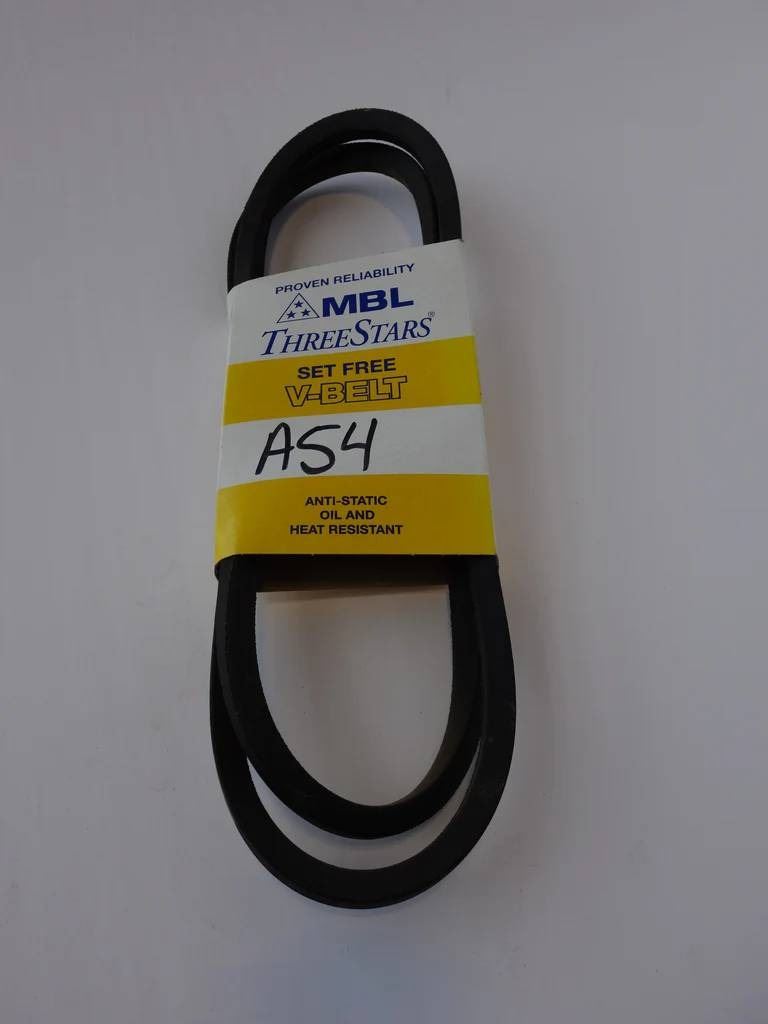 PROVEN RELIABILITY
MBL
THREESTARS®
SET FREE
V-BELT
A54
ANTI-STATIC
OIL AND
HEAT RESISTANT